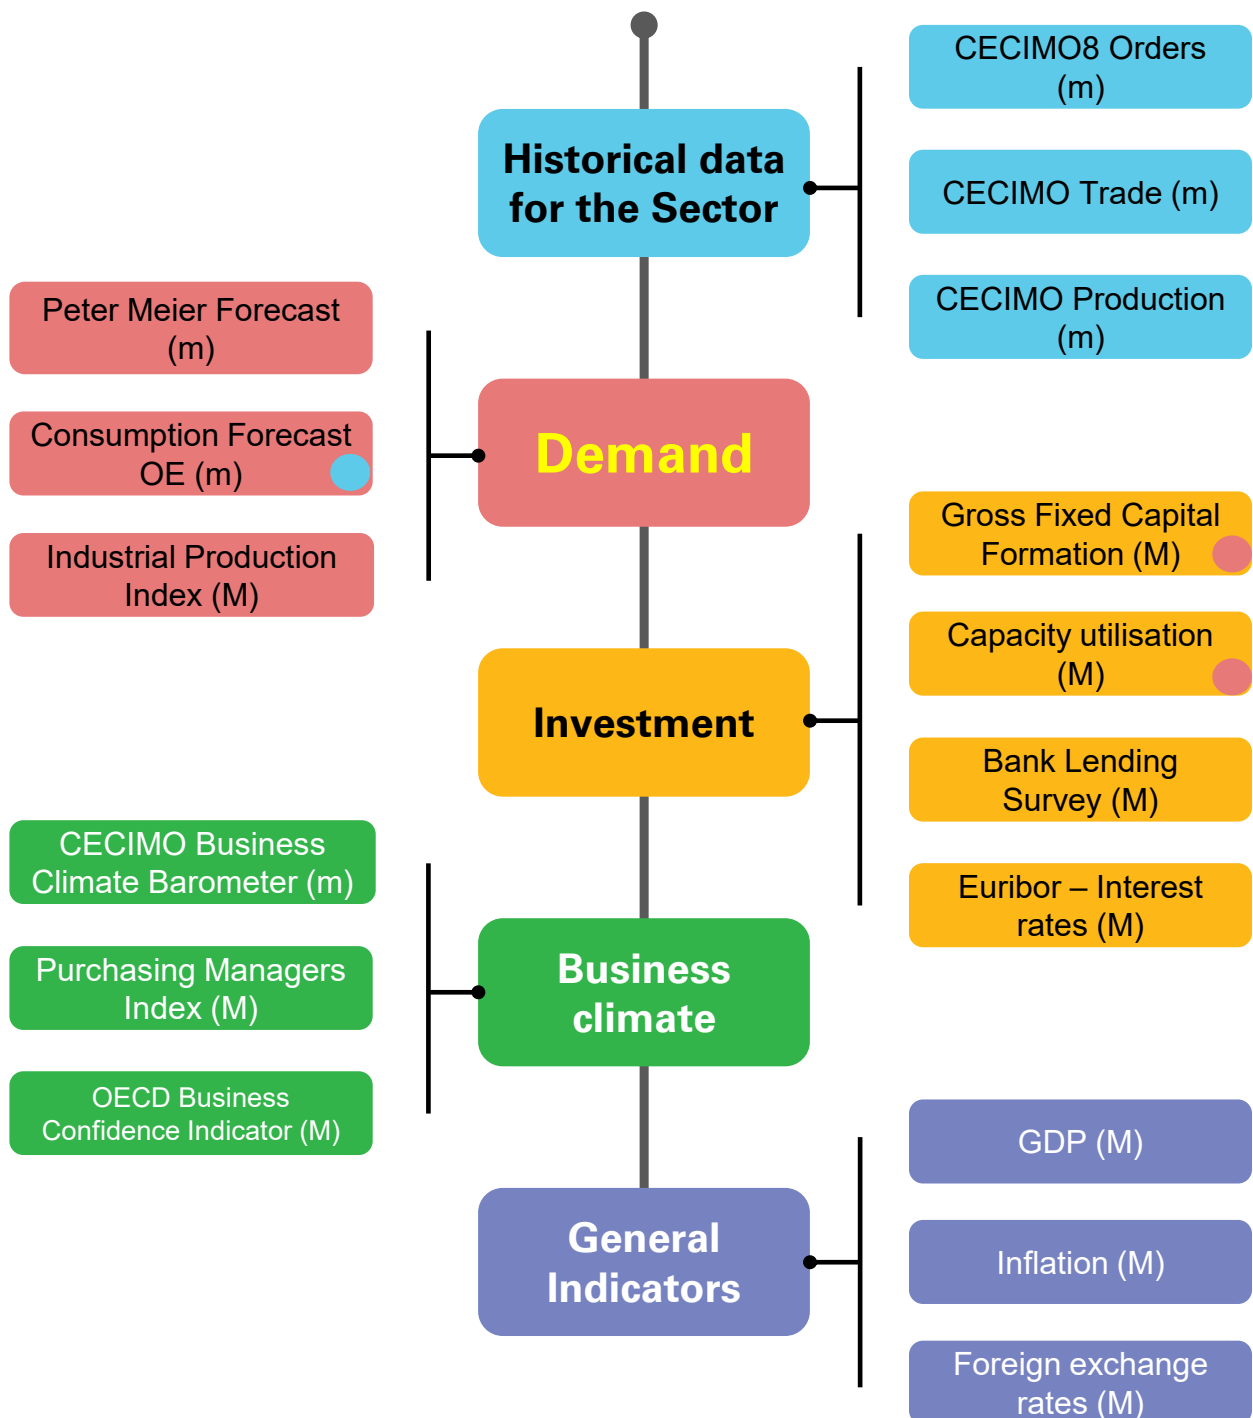 CECIMO8 Orders
(m)
Historical data
for the Sector
CECIMO Trade (m)
CECIMO Production
(m)
Peter Meier Forecast
(m)
Demand
Consumption Forecast
OE (m)
Industrial Production
Index (M)
Gross Fixed Capital
Formation (M)
Investment
Capacity utilisation
(M)
Bank Lending
Survey (M)
Euribor – Interest
rates (M)
CECIMO Business
Climate Barometer (m)
Business
climate
Purchasing Managers
Index (M)
OECD Business
Confidence Indicator (M)
GDP (M)
General
Indicators
Inflation (M)
Foreign exchange
rates (M)